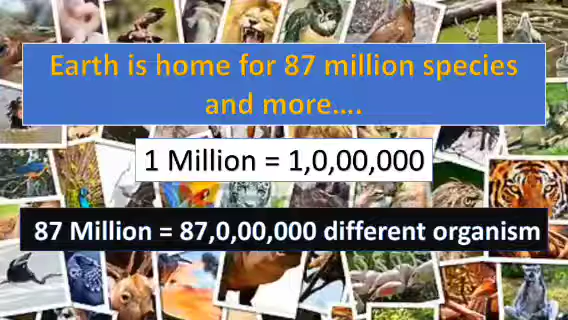 Earth is home for 87 million species
and more....
1 Million = 1,0,00,000
87 Million = 87,0,00,000 different organism